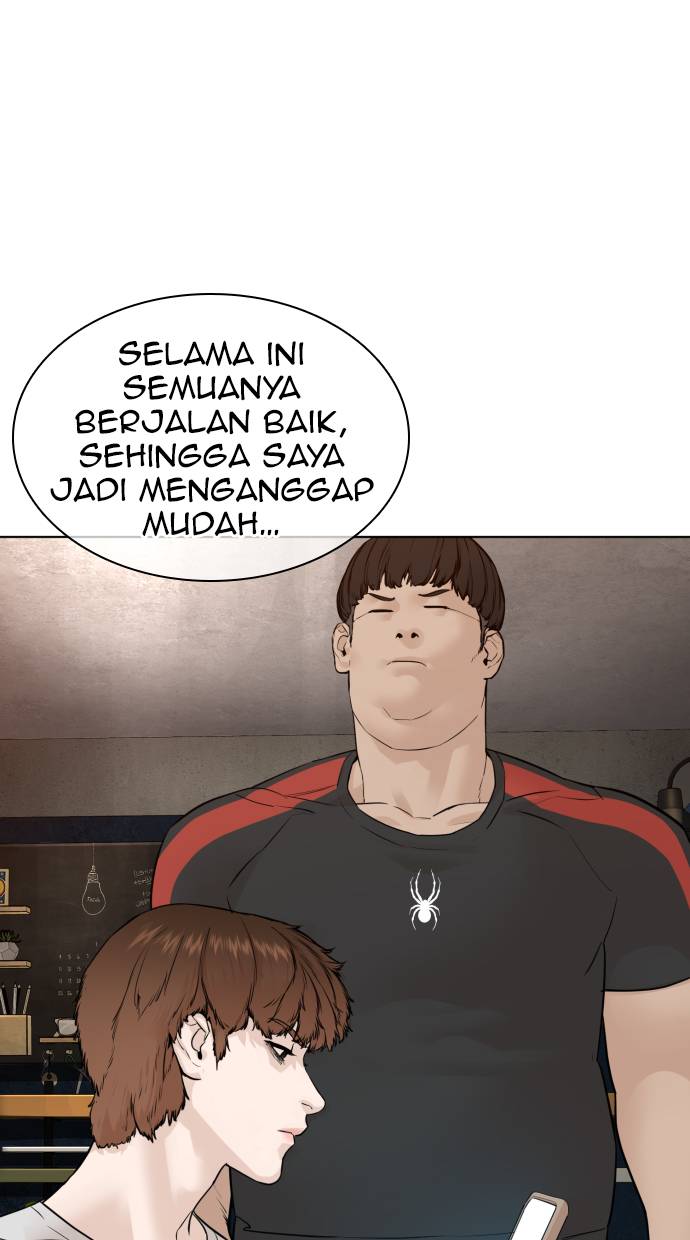 SELAMA INI
SEMUANYA
BERJALAN BAIK,
SEHINGGA SAYA
JADI MENGANGGAP
MUDAH...